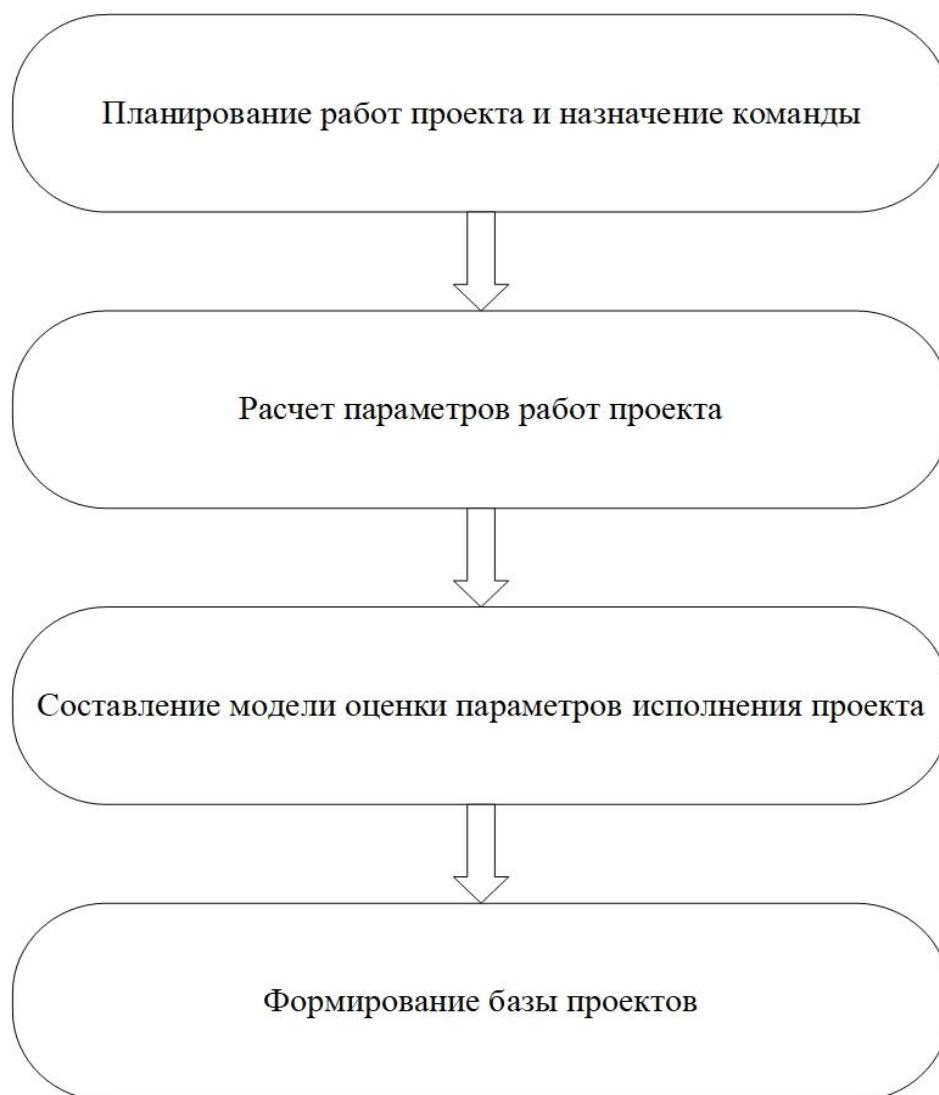 Планирование работ проекта и назначение команды
Расчет параметров работ проекта
Составление модели оценки параметров исполнения проекта
Формирование базы проектов